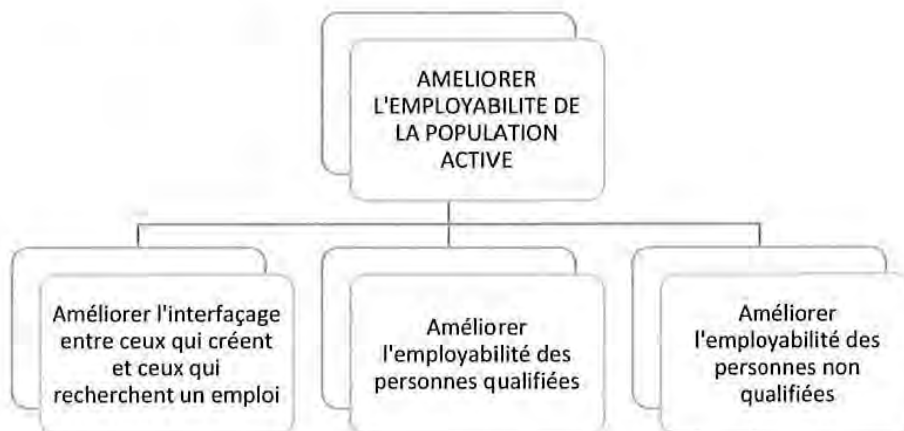 AMELIORER
L'EMPLOYABILITE DE
LA POPULATION
ACTIVE
Améliorer l'interfaçage
entre ceux qui créent
et ceux qui
recherchent un emploi
Améliorer
l'employabilité des
personnes qualifiées
Améliorer
l'employabilité des
personnes non
qualifiées